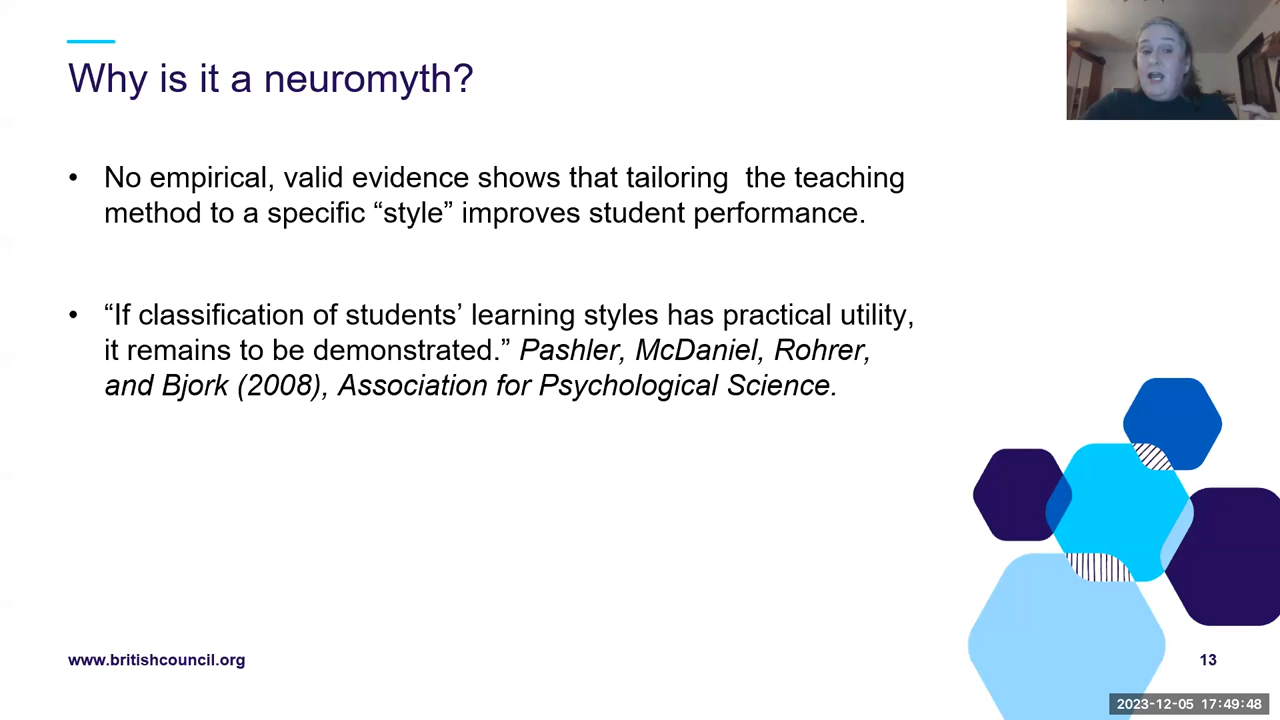 Why is it a neuromyth?
• No empirical, valid evidence shows that tailoring  the teaching
method to a specific “style” improves student performance.
• “If classification of students’ learning styles has practical utility,
it remains to be demonstrated.” Pashler, McDaniel, Rohrer,
and Bjork (2008), Association for Psychological Science.
www.britishcouncil.org
13
2023-12-05 17:49:48